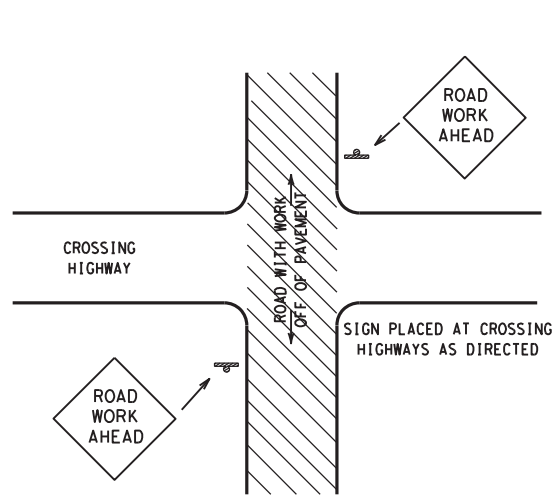 ROAD
WORK
AHEAD
ROAD WITH WORK
OFF OF PAVEMENT
CROSSING
HIGHWAY
SIGN PLACED AT CROSSING
HIGHWAYS AS DIRECTED
ROAD
WORK
AHEAD